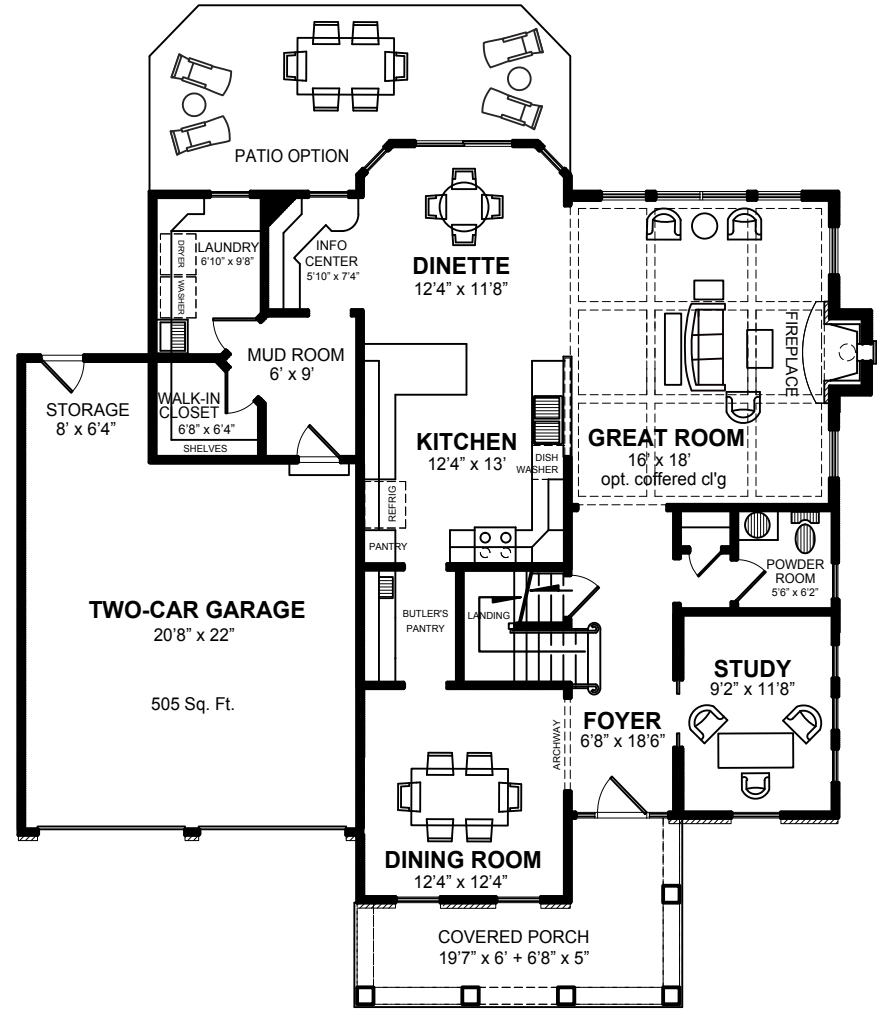 PATIO OPTION
DINETTE
12'4” x 11'8”
DRYER
WASHER
LAUNDRY
6'10” x 9'8”
INFO
CENTER
5'10” x 7'4”
MUD ROOM
6' x 9'
FIREPLACE
STORAGE
8' x 6'4”
WALK-IN
CLOSET
6'8” x 6'4”
SHELVES
KITCHEN
12'4” x 13'
DISH
WASHER
GREAT ROOM
16' x 18'
opt. coffered cl'g
REFRIG
PANTRY
POWDER
ROOM
5'6” x 6'2”
TWO-CAR GARAGE
20'8” x 22”
505 Sq. Ft.
BUTLER'S
PANTRY
LANDING
STUDY
9'2” x 11'8”
FOYER
6'8” x 18'6”
ARCHWAY
DINING ROOM
12'4” x 12'4”
COVERED PORCH
19'7” x 6' + 6'8” x 5”